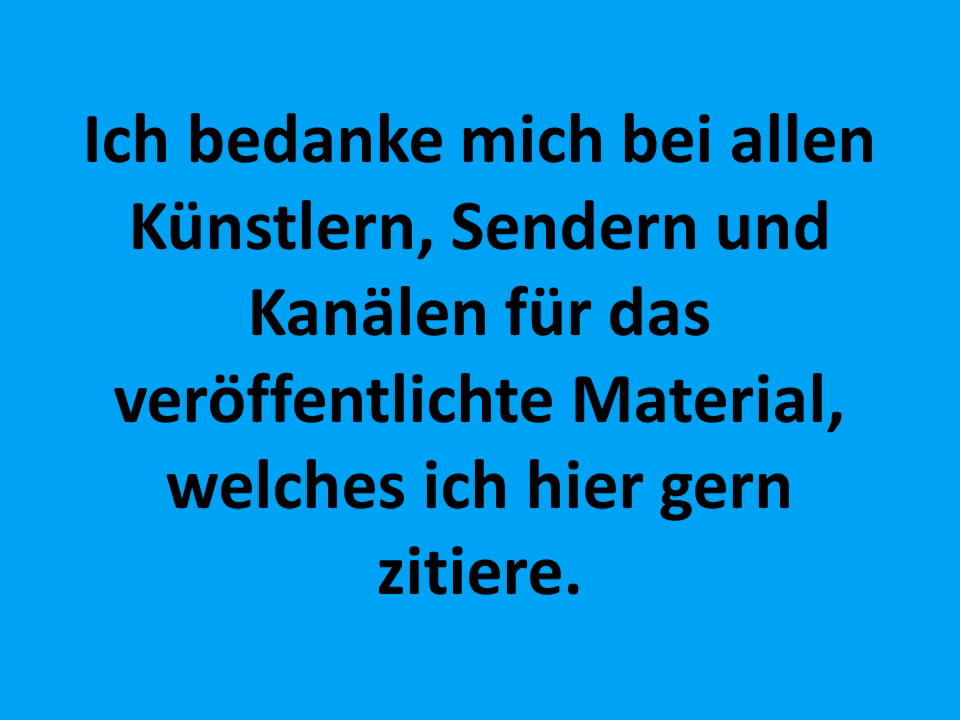 Ich bedanke mich bei allen
Künstlern, Sendern und
Kanälen für das
veröffentlichte Material,
welches ich hier gern
zitiere.